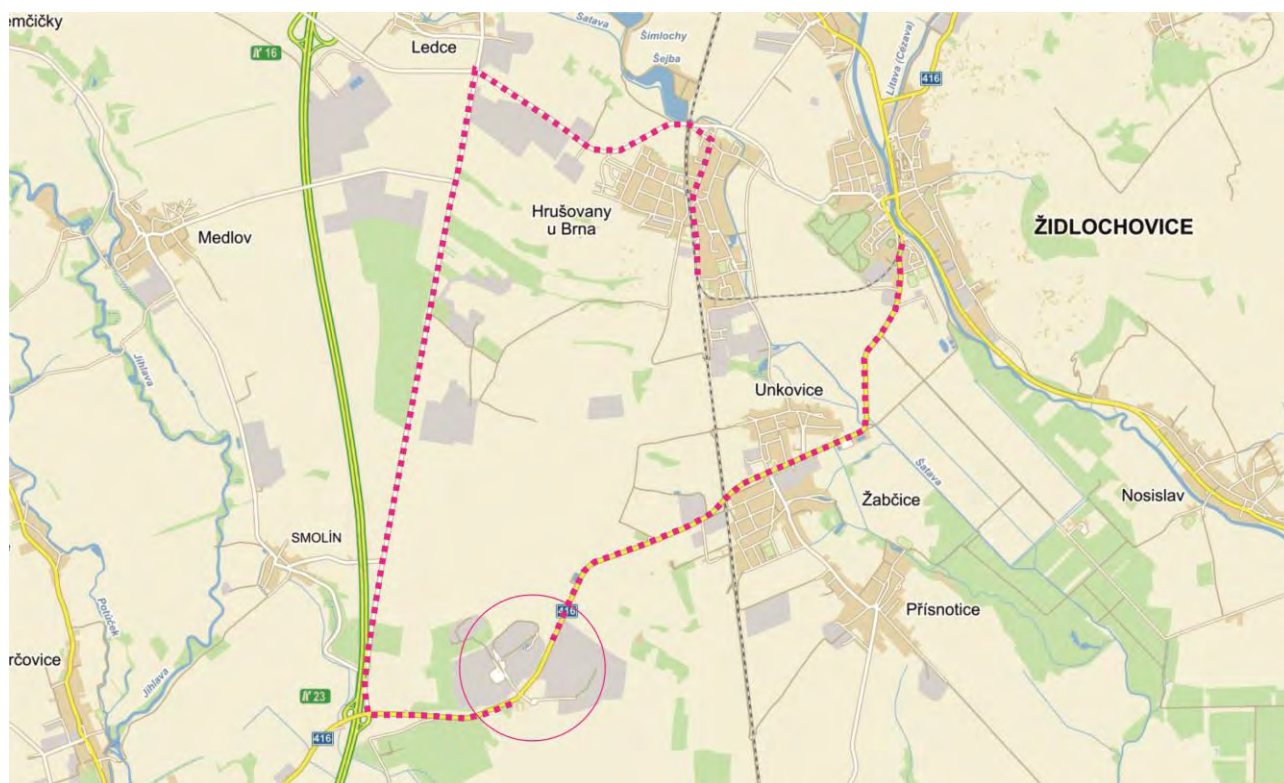 emčičky
Ledce
16
Šatava
Šimlochy
Šejba
Litava (Cézava)
416
Medlov
Hrušovany
u Brna
ŽIDLOCHOVICE
Jihlava
Unkovice
Šatava
Žabčice
Nosislav
SMOLÍN
416
Přísnotice
Potůček
rčovice
Jihlava
23
416